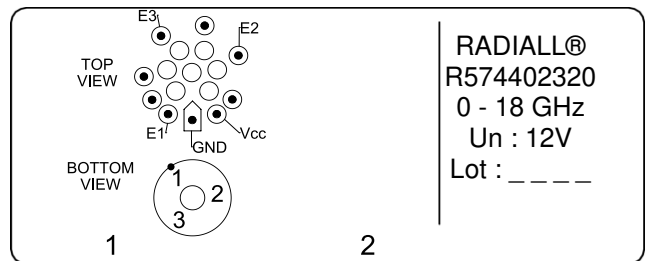 E3
E2
TOP
VIEW
E1
Vcc
GND
BOTTOM
VIEW
1
2
3
1
2
RADIALL®
R574402320
0 - 18 GHz
Un : 12V
Lot : _ _ _ _